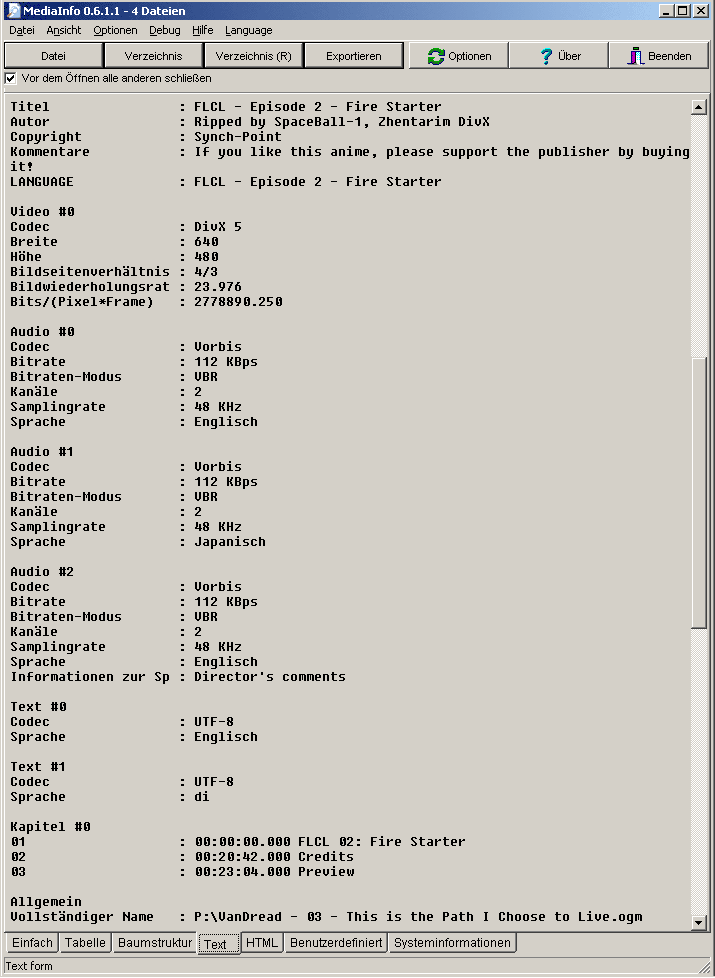 MediaInfo 0.6.1.1 - 4 Dateien
Datei Ansicht Optionen Debug Hilfe Language
Datei Verzeichnis Verzeichnis (R) Exportieren Optionen Über Beenden
Vor dem Öffnen alle anderen schließen
Titel : FLCL - Episode 2 - Fire Starter
Autor : Ripped by SpaceBall-1, Zhentarim DivX
Copyright : Synch-Point
Kommentare : If you like this anime, please support the publisher by buying
it!
LANGUAGE : FLCL - Episode 2 - Fire Starter
Video #0
Codec : DivX 5
Breite : 640
Höhe : 480
Bildseitenverhältnis : 4/3
Bildwiederholungsrat : 23.976
Bits/(Pixel*Frame) : 2778890.250
Audio #0
Codec : Vorbis
Bitrate : 112 KBps
Bitraten-Modus : VBR
Kanäle : 2
Samplingrate : 48 KHz
Sprache : Englisch
Audio #1
Codec : Vorbis
Bitrate : 112 KBps
Bitraten-Modus : VBR
Kanäle : 2
Samplingrate : 48 KHz
Sprache : Japanisch
Audio #2
Codec : Vorbis
Bitrate : 112 KBps
Bitraten-Modus : VBR
Kanäle : 2
Samplingrate : 48 KHz
Sprache : Englisch
Informationen zur Sp : Director's comments
Text #0
Codec : UTF-8
Sprache : Englisch
Text #1
Codec : UTF-8
Sprache : di
Kapitel #0
01 : 00:00:00.000 FLCL 02: Fire Starter
02 : 00:20:42.000 Credits
03 : 00:23:04.000 Preview
Allgemein
Vollständiger Name : P:\VanDread - 03 - This is the Path I Choose to Live.ogm
Einfach Tabelle Baumstruktur Text HTML Benutzerdefiniert Systeminformationen
Text form